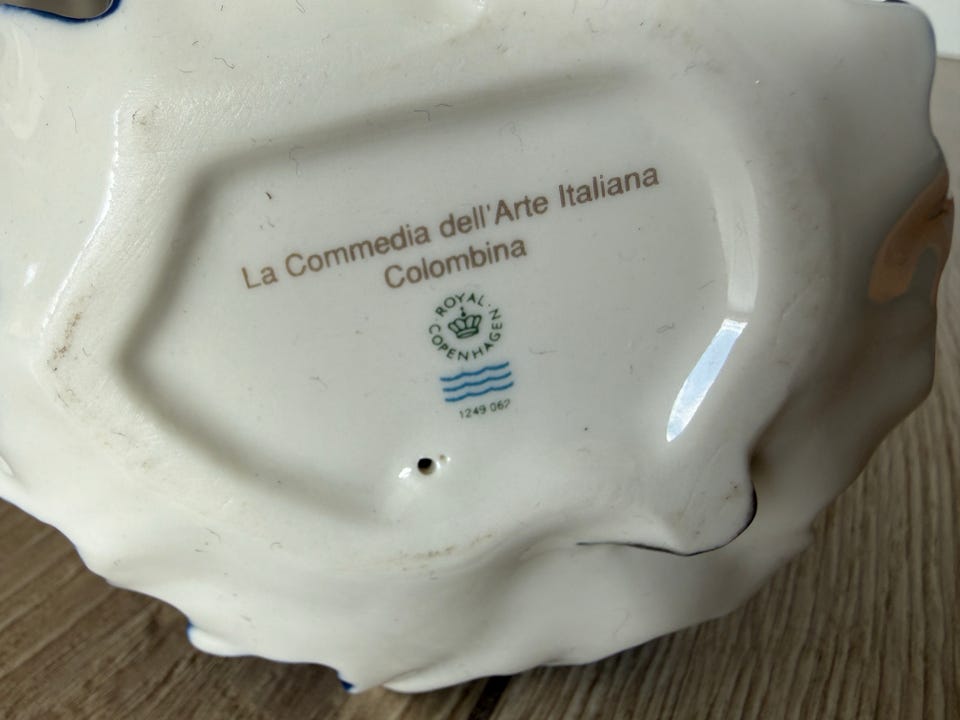 La Commedia dell'Arte Italiana
Colombina
ROYAL · COPENHAGEN
1249 062